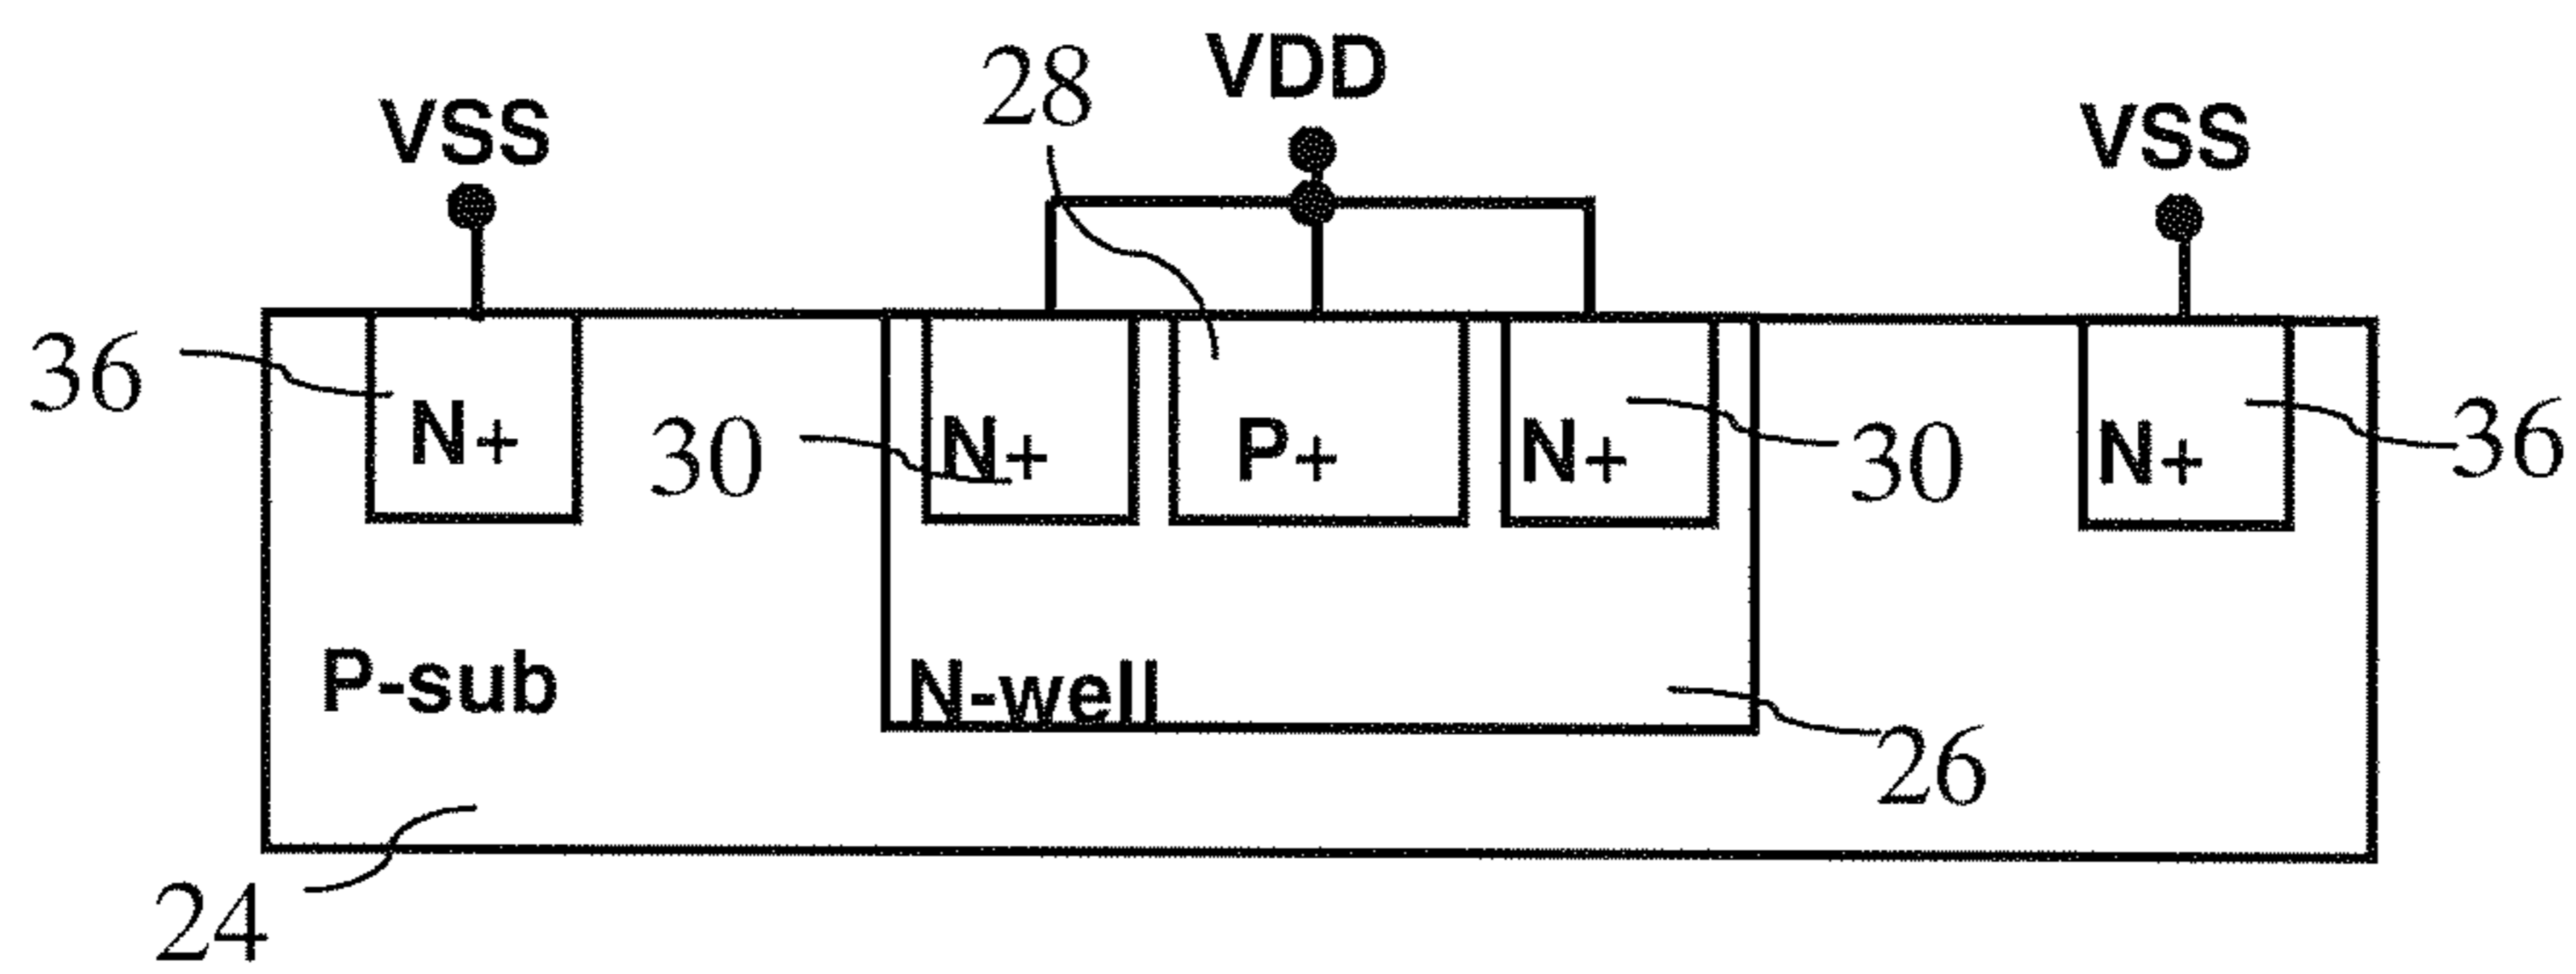 28 VDD
VSS VSS
36 N+ 30 N+ P+ N+ 30 N+ 36
P-sub N-well
26
24